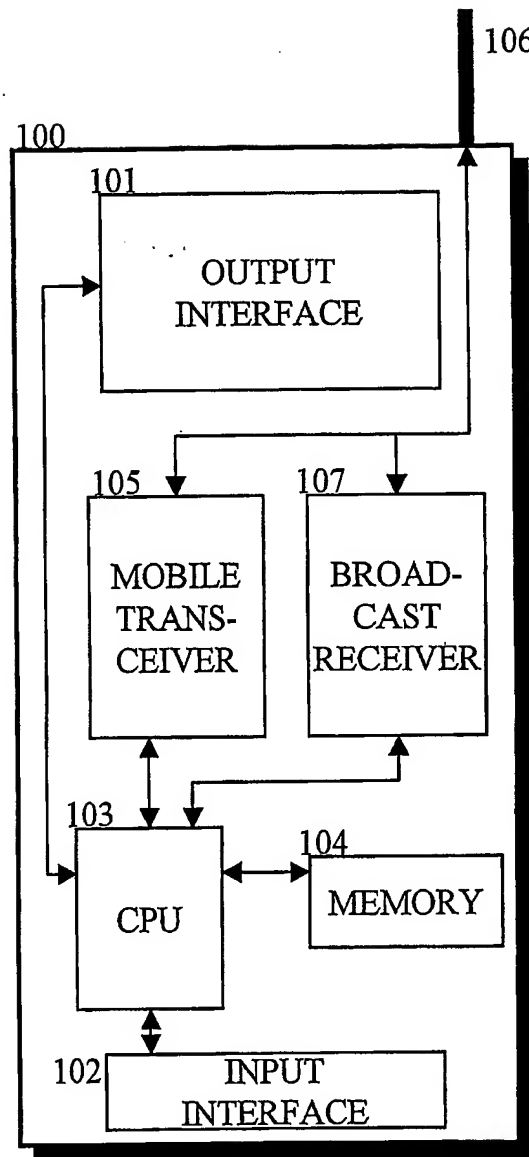 106
100
101
OUTPUT
INTERFACE
105
107
MOBILE
TRANS-
CEIVER
BROAD-
CAST
RECEIVER
103
104
CPU
MEMORY
102
INPUT
INTERFACE